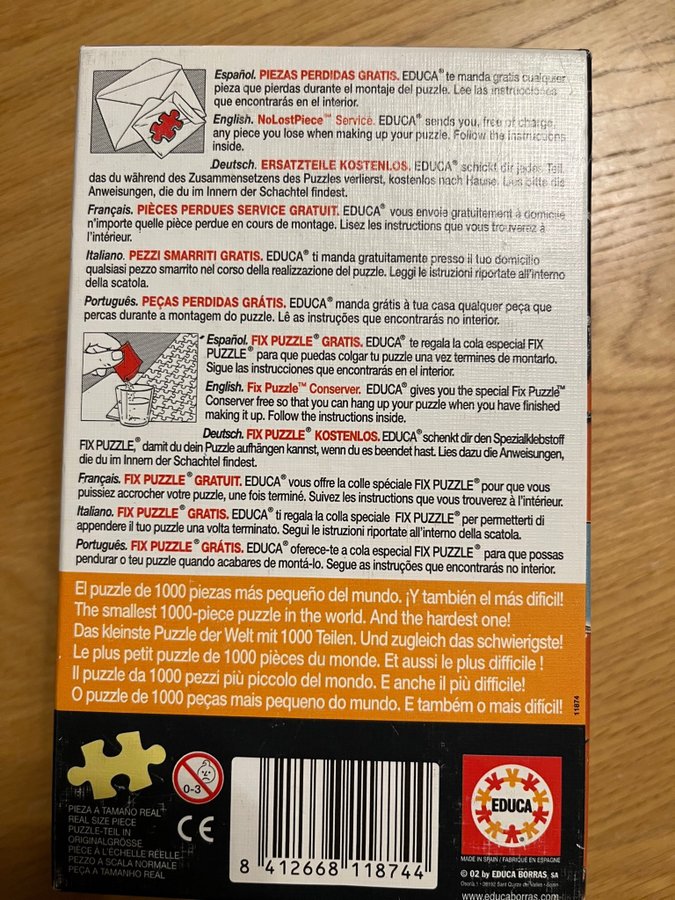 Español. PIEZAS PERDIDAS GRATIS. EDUCA® te manda gratis cualquier
pieza que pierdas durante el montaje del puzzle. Lee las instrucciones
que encontrarás en el interior.
English. NoLostPiece™ Service. EDUCA® sends you, free of charge,
any piece you lose when making up your puzzle. Follow the instructions
inside.
Deutsch. ERSATZTEILE KOSTENLOS. EDUCA® schickt dir jedes Teil,
das du während des Zusammensetzens des Puzzles verlierst, kostenlos nach Hause. Lies bitte die
Anweisungen, die du im Innern der Schachtel findest.
Français. PIÈCES PERDUES SERVICE GRATUIT. EDUCA® vous envoie gratuitement à domicile
n'importe quelle pièce perdue en cours de montage. Lisez les instructions que vous trouverez à
l'intérieur.
Italiano. PEZZI SMARRITI GRATIS. EDUCA® ti manda gratuitamente presso il tuo domicilio
qualsiasi pezzo smarrito nel corso della realizzazione del puzzle. Leggi le istruzioni riportate all'interno
della scatola.
Português. PEÇAS PERDIDAS GRÁTIS. EDUCA® manda grátis à tua casa qualquer peça que
percas durante a montagem do puzzle. Lê as instruções que encontrarás no interior.
Español. FIX PUZZLE® GRATIS. EDUCA® te regala la cola especial FIX
PUZZLE® para que puedas colgar tu puzzle una vez termines de montarlo.
Sigue las instrucciones que encontrarás en el interior.
English. Fix Puzzle™ Conserver. EDUCA® gives you the special Fix Puzzle™
Conserver free so that you can hang up your puzzle when you have finished
making it up. Follow the instructions inside.
Deutsch. FIX PUZZLE® KOSTENLOS. EDUCA® schenkt dir den Spezialklebstoff
FIX PUZZLE,® damit du dein Puzzle aufhängen kannst, wenn du es beendet hast. Lies dazu die Anweisungen,
die du im Innern der Schachtel findest.
Français. FIX PUZZLE® GRATUIT. EDUCA® vous offre la colle spéciale FIX PUZZLE® pour que vous
puissiez accrocher votre puzzle, une fois terminé. Suivez les instructions que vous trouverez à l'intérieur.
Italiano. FIX PUZZLE® GRATIS. EDUCA® ti regala la colla speciale FIX PUZZLE® per permetterti di
appendere il tuo puzzle una volta terminato. Segui le istruzioni riportate all'interno della scatola.
Português. FIX PUZZLE® GRÁTIS. EDUCA® oferece-te a cola especial FIX PUZZLE® para que possas
pendurar o teu puzzle quando acabares de montá-lo. Segue as instruções que encontrarás no interior.
El puzzle de 1000 piezas más pequeño del mundo. ¡Y también el más difícil!
The smallest 1000-piece puzzle in the world. And the hardest one!
Das kleinste Puzzle der Welt mit 1000 Teilen. Und zugleich das schwierigste!
Le plus petit puzzle de 1000 pièces du monde. Et aussi le plus difficile !
Il puzzle da 1000 pezzi più piccolo del mondo. E anche il più difficile!
O puzzle de 1000 peças mais pequeno do mundo. E também o mais difícil!
11874
PIEZA A TAMAÑO REAL
REAL SIZE PIECE
PUZZLE-TEIL IN
ORIGINALGRÖSSE
PIÈCE À L'ÉCHELLE RÉELLE
PEZZO A SCALA NORMALE
PEÇA A TAMANHO REAL
0-3
CE
8 412668 118744
EDUCA
MADE IN SPAIN / FABRIQUÉ EN ESPAGNE
© 02 by EDUCA BORRAS, SA
www.educaborras.com